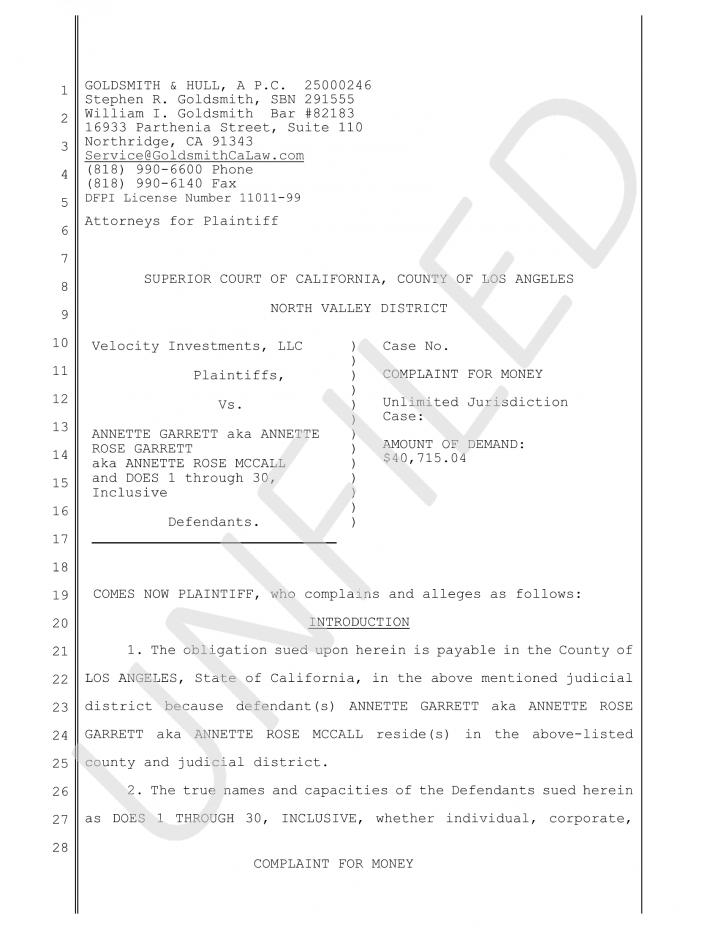 1 GOLDSMITH & HULL, A P.C. 25000246
Stephen R. Goldsmith, SBN 291555
2 William I. Goldsmith Bar #82183
16933 Parthenia Street, Suite 110
3 Northridge, CA 91343
Service@GoldsmithCaLaw.com
4 (818) 990-6600 Phone
(818) 990-6140 Fax
5 DFPI License Number 11011-99
6 Attorneys for Plaintiff
7
8 SUPERIOR COURT OF CALIFORNIA, COUNTY OF LOS ANGELES
9 NORTH VALLEY DISTRICT
10 Velocity Investments, LLC ) Case No.
)
11 Plaintiffs, ) COMPLAINT FOR MONEY
)
12 Vs. ) Unlimited Jurisdiction
) Case:
13 ANNETTE GARRETT aka ANNETTE )
ROSE GARRETT ) AMOUNT OF DEMAND:
14 aka ANNETTE ROSE MCCALL ) $40,715.04
15 and DOES 1 through 30, )
Inclusive )
16 )
Defendants. )
17
18
19 COMES NOW PLAINTIFF, who complains and alleges as follows:
20 INTRODUCTION
21 1. The obligation sued upon herein is payable in the County of
22 LOS ANGELES, State of California, in the above mentioned judicial
23 district because defendant(s) ANNETTE GARRETT aka ANNETTE ROSE
24 GARRETT aka ANNETTE ROSE MCCALL reside(s) in the above-listed
25 county and judicial district.
26 2. The true names and capacities of the Defendants sued herein
27 as DOES 1 THROUGH 30, INCLUSIVE, whether individual, corporate,
28
COMPLAINT FOR MONEY
UNFILED